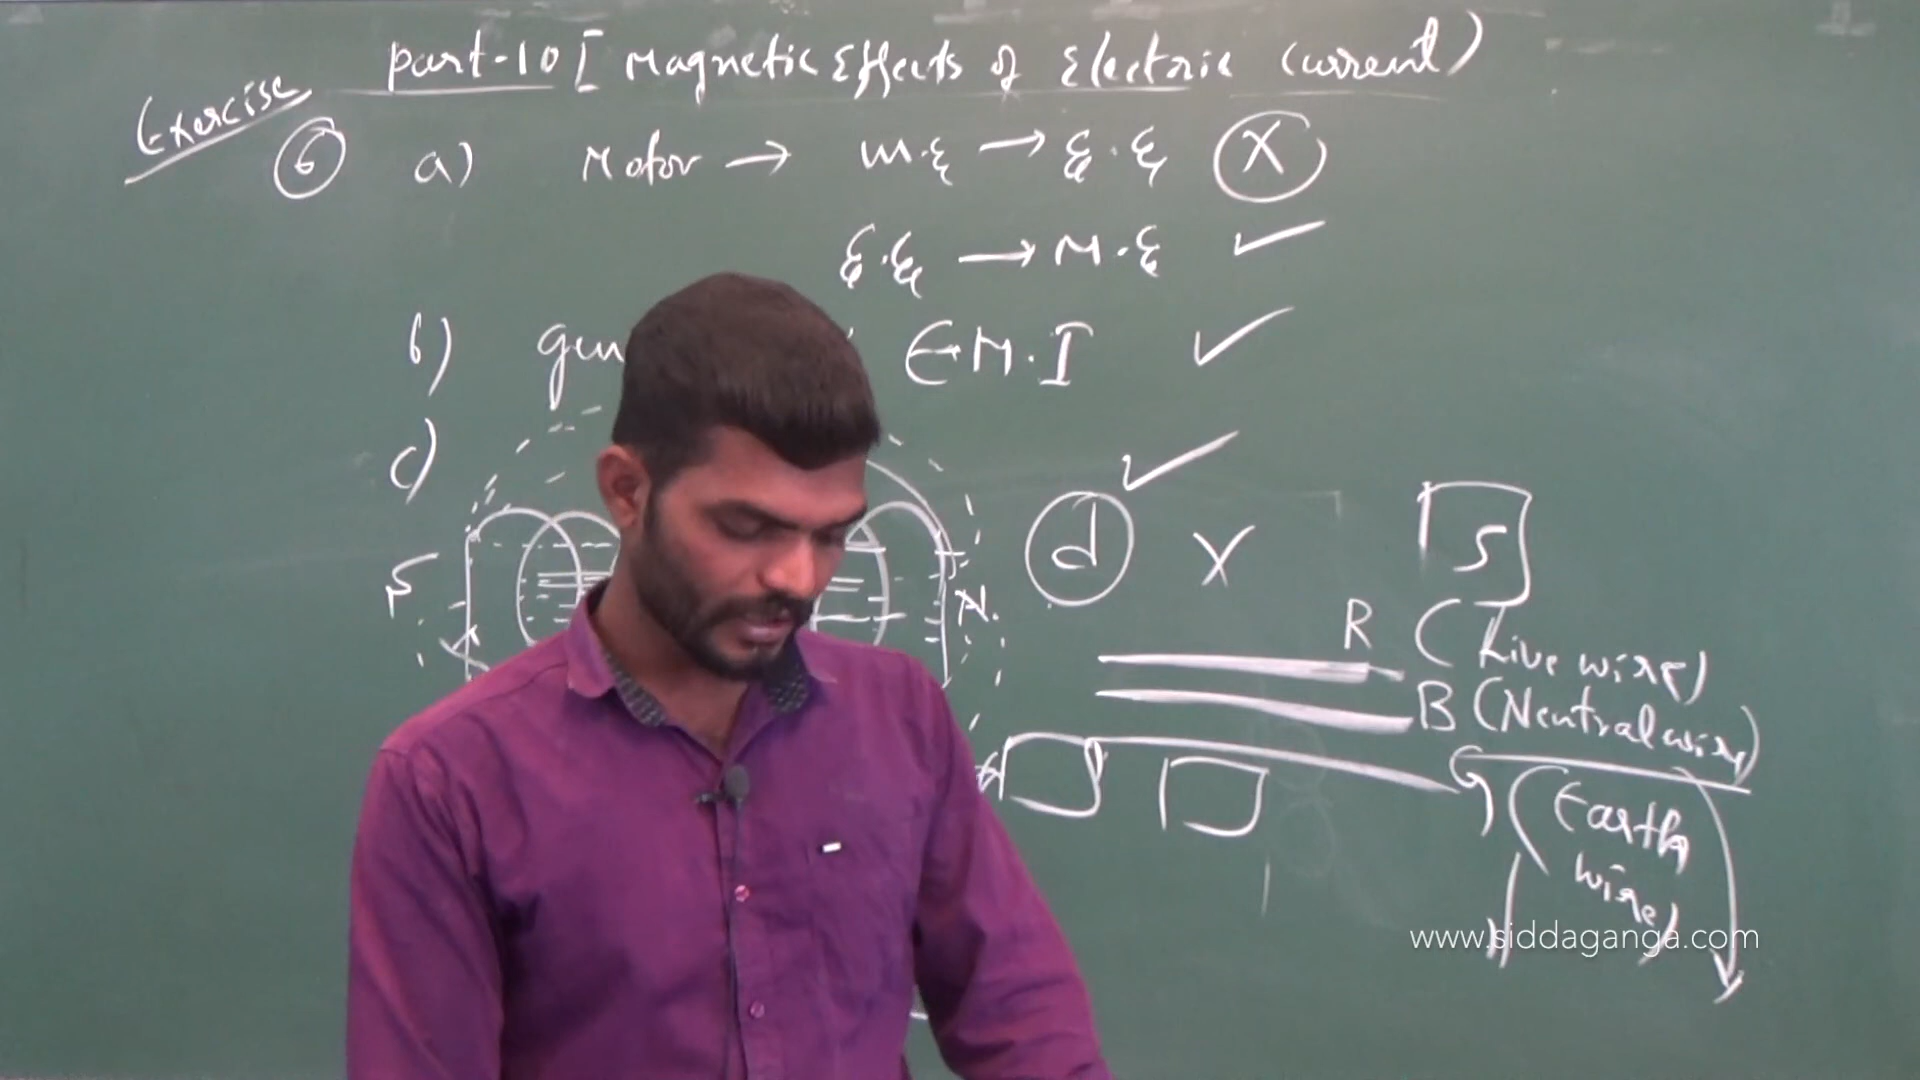 part-10 [ Magnetic Effects of Electric Current)
Exercise
6 a) Motor → M.E → E.E X
E.E → M.E ✓
b) gen E.M.I ✓
c) ✓
d X S
S N
R (Live wire)
B (Neutral wire)
G (Earth wire)
www.siddaganga.com